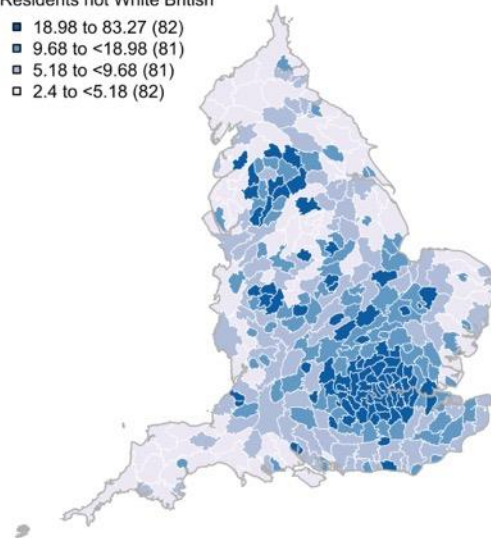 Residents not White British
18.98 to 83.27 (82)
9.68 to <18.98 (81)
5.18 to <9.68 (81)
2.4 to <5.18 (82)